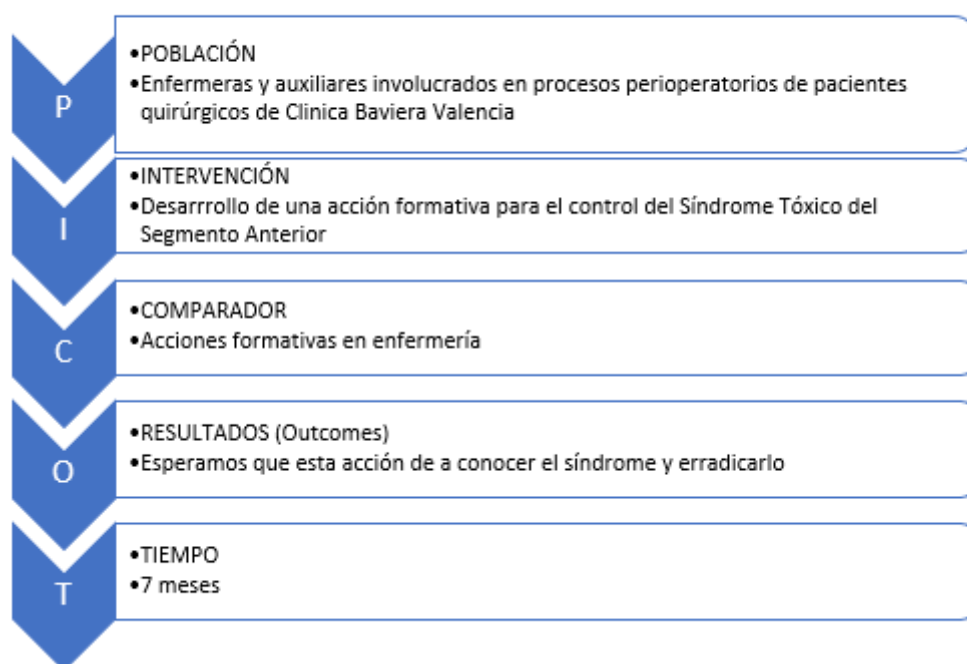 P
•POBLACIÓN
•Enfermeras y auxiliares involucrados en procesos perioperatorios de pacientes
quirúrgicos de Clinica Baviera Valencia
I
•INTERVENCIÓN
•Desarrrollo de una acción formativa para el control del Síndrome Tóxico del
Segmento Anterior
C
•COMPARADOR
•Acciones formativas en enfermería
O
•RESULTADOS (Outcomes)
•Esperamos que esta acción de a conocer el síndrome y erradicarlo
T
•TIEMPO
•7 meses